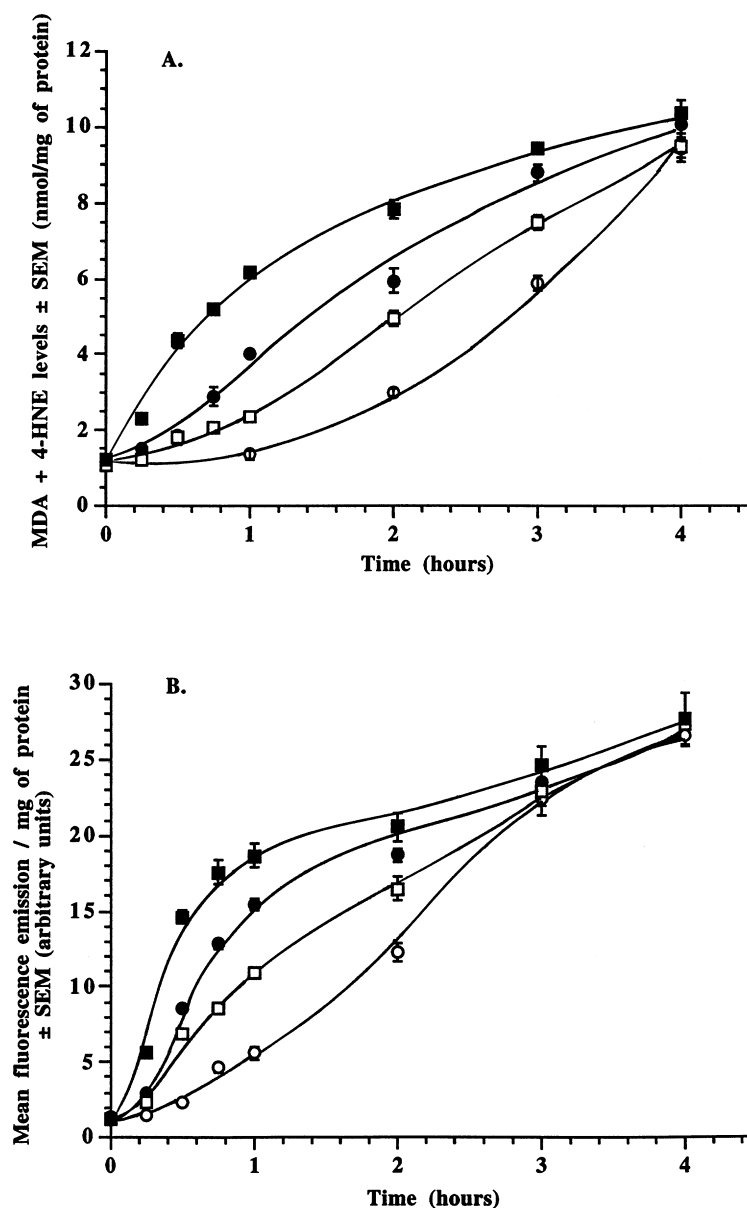 A.
MDA + 4-HNE levels ± SEM (nmol/mg of protein)
12
10
8
6
4
2
0
0 1 2 3 4
Time (hours)
B.
Mean fluorescence emission / mg of protein
± SEM (arbitrary units)
30
25
20
15
10
5
0
0 1 2 3 4
Time (hours)